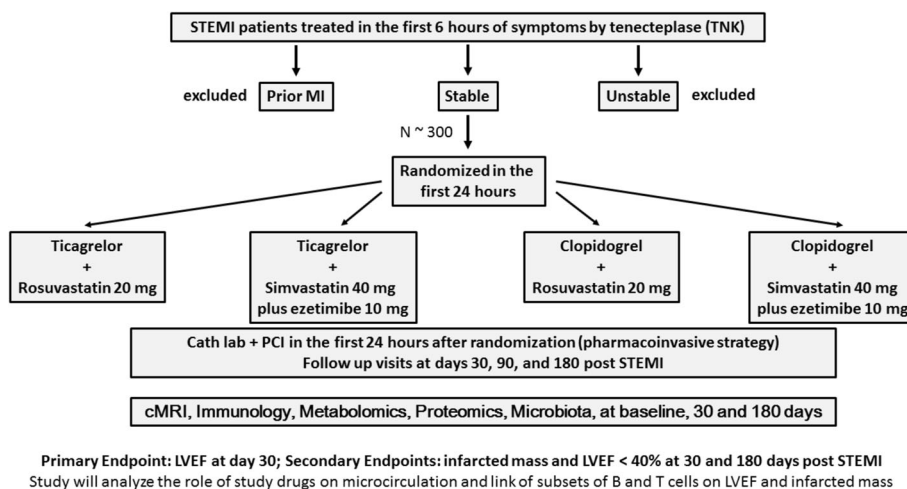 STEMI patients treated in the first 6 hours of symptoms by tenecteplase (TNK)
excluded
Prior MI
Stable
Unstable
excluded
N ~ 300
Randomized in the
first 24 hours
Ticagrelor
+
Rosuvastatin 20 mg
Ticagrelor
+
Simvastatin 40 mg
plus ezetimibe 10 mg
Clopidogrel
+
Rosuvastatin 20 mg
Clopidogrel
+
Simvastatin 40 mg
plus ezetimibe 10 mg
Cath lab + PCI in the first 24 hours after randomization (pharmacoinvasive strategy)
Follow up visits at days 30, 90, and 180 post STEMI
cMRI, Immunology, Metabolomics, Proteomics, Microbiota, at baseline, 30 and 180 days
Primary Endpoint: LVEF at day 30; Secondary Endpoints: infarcted mass and LVEF < 40% at 30 and 180 days post STEMI
Study will analyze the role of study drugs on microcirculation and link of subsets of B and T cells on LVEF and infarcted mass